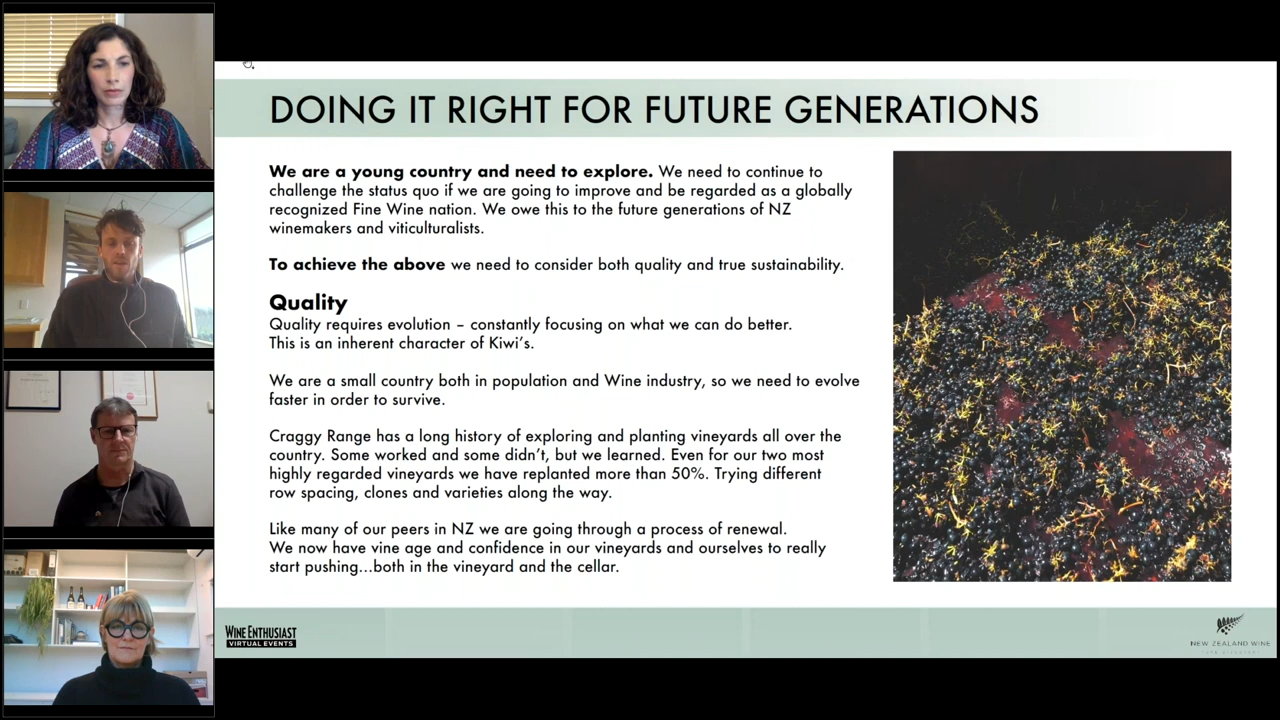 DOING IT RIGHT FOR FUTURE GENERATIONS
We are a young country and need to explore. We need to continue to
challenge the status quo if we are going to improve and be regarded as a globally
recognized Fine Wine nation. We owe this to the future generations of NZ
winemakers and viticulturalists.
To achieve the above we need to consider both quality and true sustainability.
Quality
Quality requires evolution – constantly focusing on what we can do better.
This is an inherent character of Kiwi's.
We are a small country both in population and Wine industry, so we need to evolve
faster in order to survive.
Craggy Range has a long history of exploring and planting vineyards all over the
country. Some worked and some didn't, but we learned. Even for our two most
highly regarded vineyards we have replanted more than 50%. Trying different
row spacing, clones and varieties along the way.
Like many of our peers in NZ we are going through a process of renewal.
We now have vine age and confidence in our vineyards and ourselves to really
start pushing...both in the vineyard and the cellar.
WINE ENTHUSIAST
VIRTUAL EVENTS
NEW ZEALAND WINE